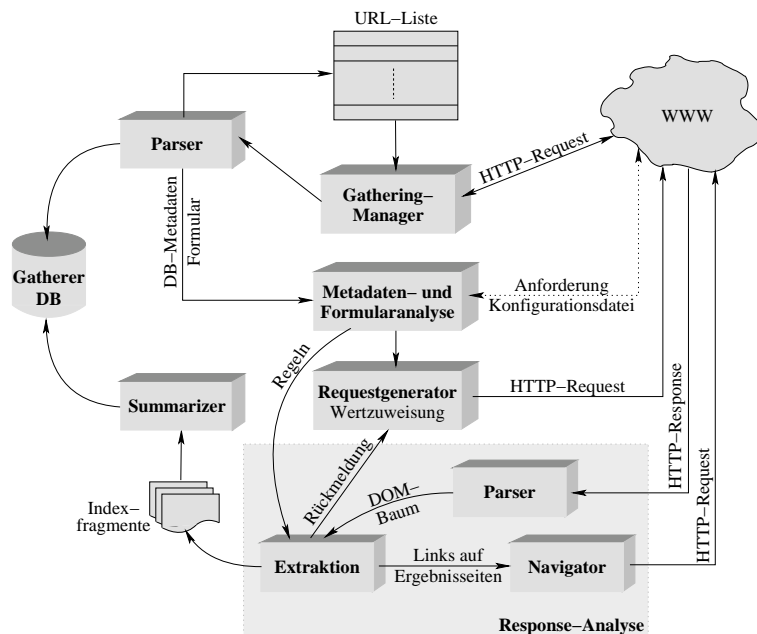 URL–Liste
WWW
Parser
HTTP–Request
Gathering–
Manager
DB–Metadaten
Formular
Gatherer
DB
Metadaten– und
Formularanalyse
Anforderung
Konfigurationsdatei
Regeln
Requestgenerator
Wertzuweisung
HTTP–Request
Summarizer
HTTP–Response
HTTP–Request
Rückmeldung
DOM–
Baum
Parser
Index–
fragmente
Extraktion
Links auf
Ergebnisseiten
Navigator
Response–Analyse